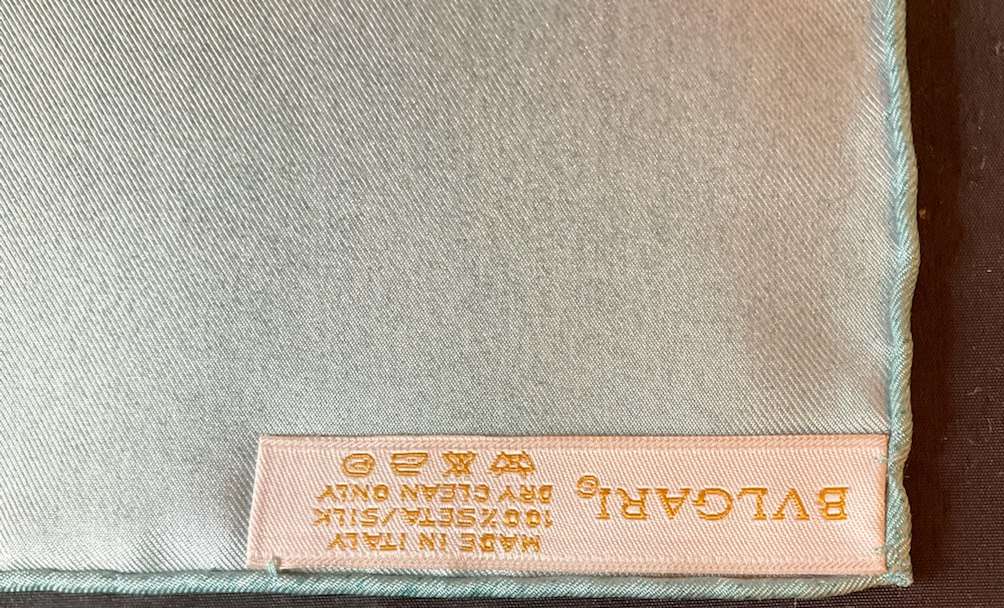 BVLGARI©
MADE IN ITALY
100%SETA/SILK
DRY CLEAN ONLY